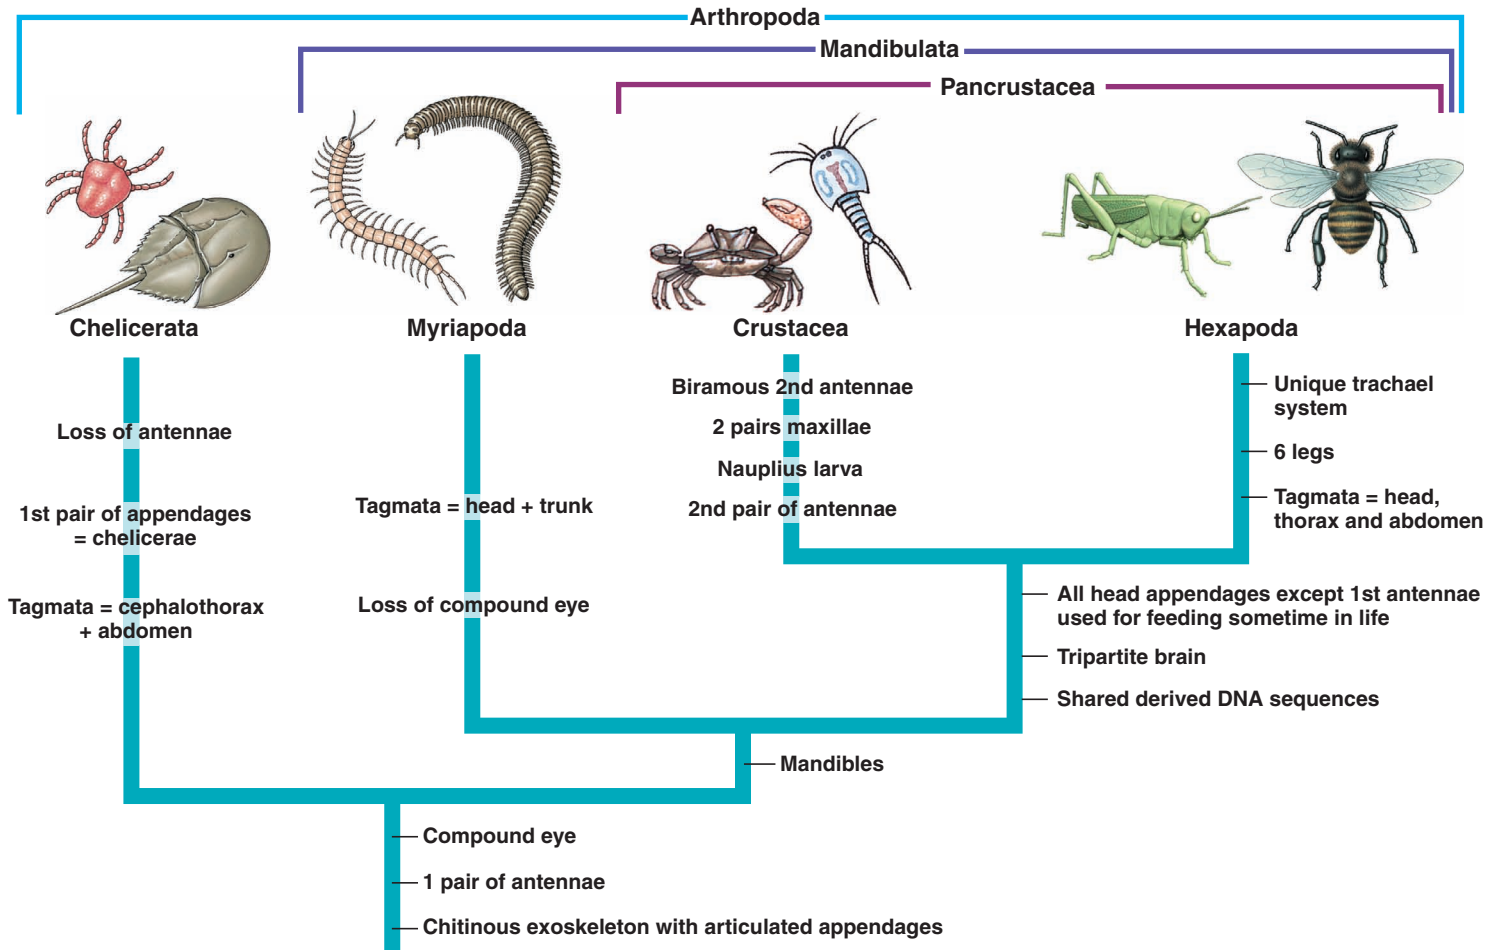 Arthropoda
Mandibulata
Pancrustacea
Chelicerata
Myriapoda
Crustacea
Hexapoda
Loss of antennae
1st pair of appendages
= chelicerae
Tagmata = cephalothorax
+ abdomen
Tagmata = head + trunk
Loss of compound eye
Biramous 2nd antennae
2 pairs maxillae
Nauplius larva
2nd pair of antennae
Unique trachael
system
6 legs
Tagmata = head,
thorax and abdomen
All head appendages except 1st antennae
used for feeding sometime in life
Tripartite brain
Shared derived DNA sequences
Mandibles
Compound eye
1 pair of antennae
Chitinous exoskeleton with articulated appendages